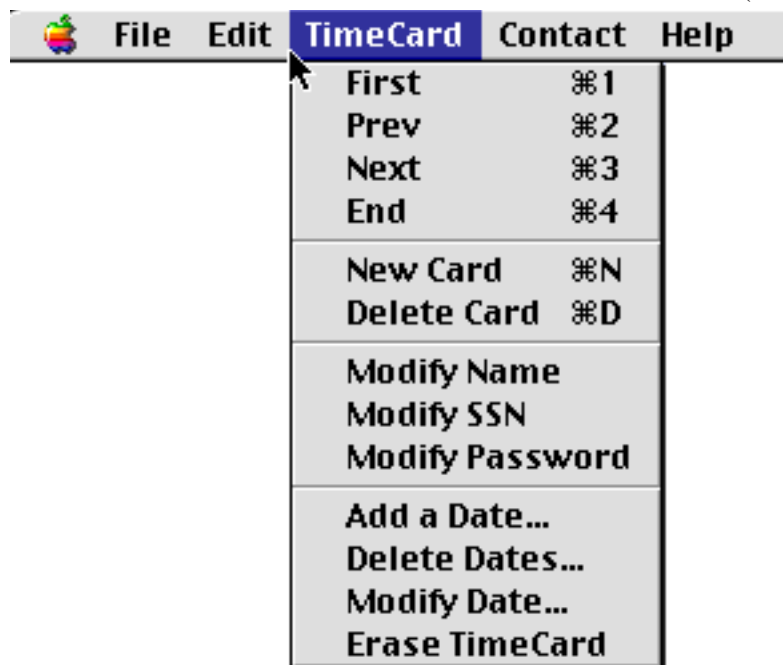 File Edit TimeCard Contact Help
First ⌘1
Prev ⌘2
Next ⌘3
End ⌘4
New Card ⌘N
Delete Card ⌘D
Modify Name
Modify SSN
Modify Password
Add a Date...
Delete Dates...
Modify Date...
Erase TimeCard